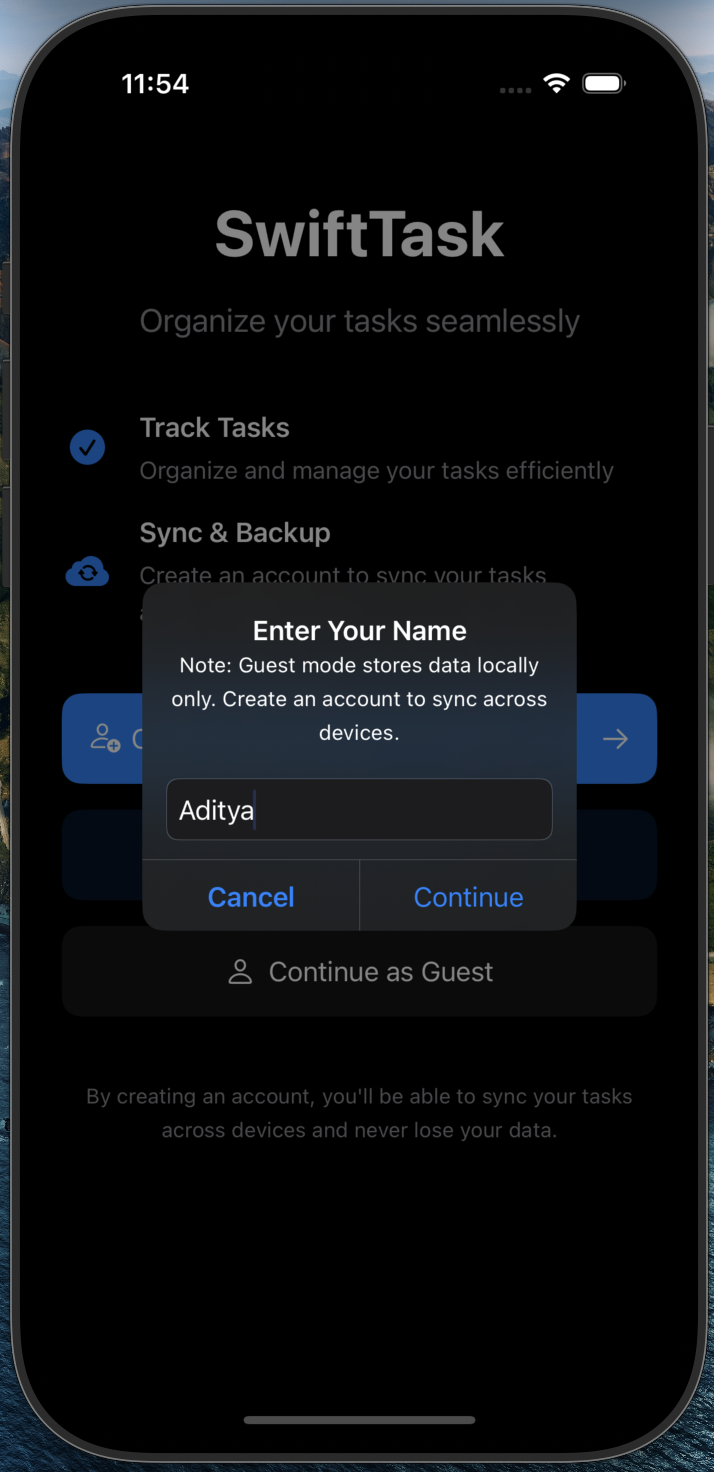 11:54
SwiftTask
Organize your tasks seamlessly
Track Tasks
Organize and manage your tasks efficiently
Sync & Backup
Create an account to sync your tasks
Enter Your Name
Note: Guest mode stores data locally
only. Create an account to sync across
devices.
Aditya
Cancel
Continue
Continue as Guest
By creating an account, you'll be able to sync your tasks
across devices and never lose your data.